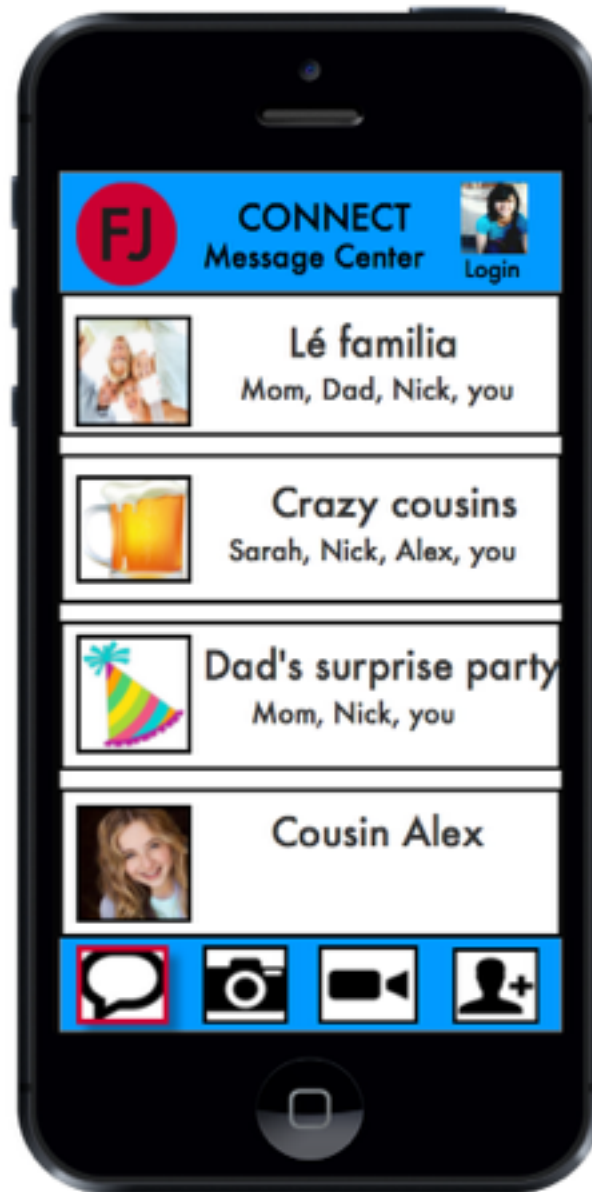 FJ
CONNECT
Message Center
Login
Lé familia
Mom, Dad, Nick, you
Crazy cousins
Sarah, Nick, Alex, you
Dad's surprise party
Mom, Nick, you
Cousin Alex